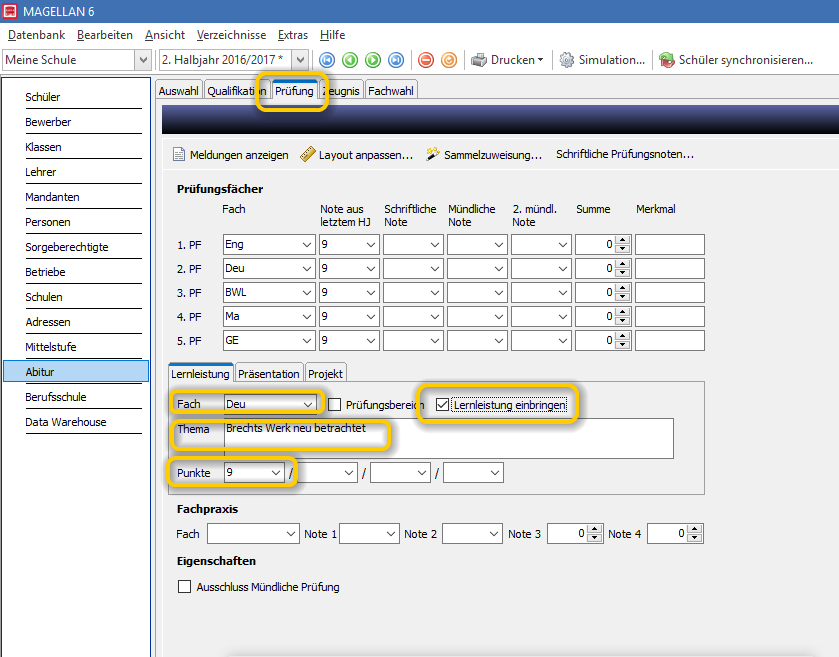 MAGELLAN 6
Datenbank Bearbeiten Ansicht Verzeichnisse Extras Hilfe
Meine Schule 2. Halbjahr 2016/2017 * Drucken Simulation... Schüler synchronisieren...
Schüler
Bewerber
Klassen
Lehrer
Mandanten
Personen
Sorgeberechtigte
Betriebe
Schulen
Adressen
Mittelstufe
Abitur
Berufsschule
Data Warehouse
Auswahl Qualifikation Prüfung Zeugnis Fachwahl
Meldungen anzeigen Layout anpassen... Sammelzuweisung... Schriftliche Prüfungsnoten...
Prüfungsfächer
Fach Note aus letztem HJ Schriftliche Note Mündliche Note 2. mündl. Note Summe Merkmal
1. PF Eng 9 0
2. PF Deu 9 0
3. PF BWL 9 0
4. PF Ma 9 0
5. PF GE 9 0
Lernleistung Präsentation Projekt
Fach Deu Prüfungsbereich Lernleistung einbringen
Thema Brechts Werk neu betrachtet
Punkte 9 / / /
Fachpraxis
Fach Note 1 Note 2 Note 3 0 Note 4 0
Eigenschaften
Ausschluss Mündliche Prüfung